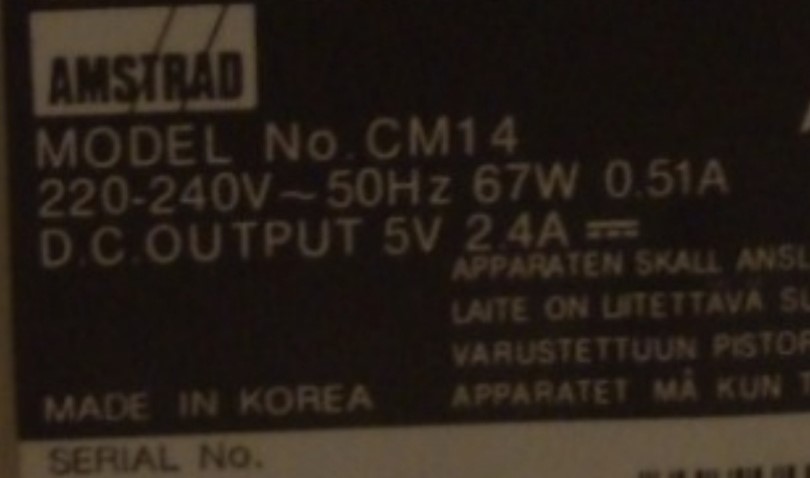 AMSTRAD
MODEL No. CM14
220-240V ~ 50Hz 67W 0.51A
D.C. OUTPUT 5V 2.4A ⎓
APPARATEN SKALL
LAITE ON LIITETTAVA
VARUSTETTUUN
APPARATET MÅ KUN
MADE IN KOREA
SERIAL No.